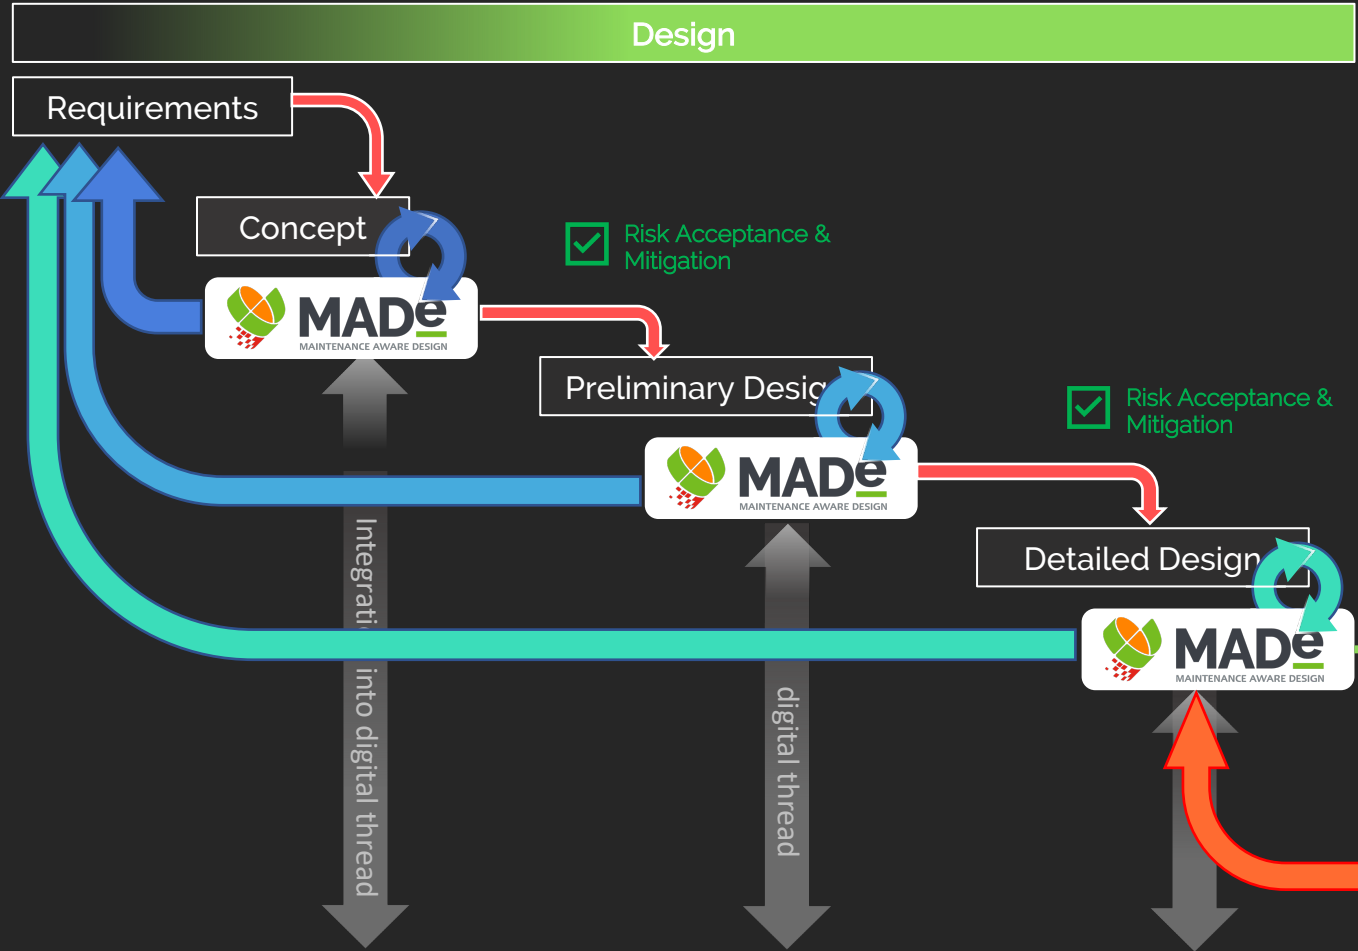 Design
Requirements
Concept
Risk Acceptance &
Mitigation
MADe
MAINTENANCE AWARE DESIGN
Preliminary Desig
Risk Acceptance &
Mitigation
MADe
MAINTENANCE AWARE DESIGN
Detailed Design
MADe
MAINTENANCE AWARE DESIGN
Integrati into digital thread
digital thread